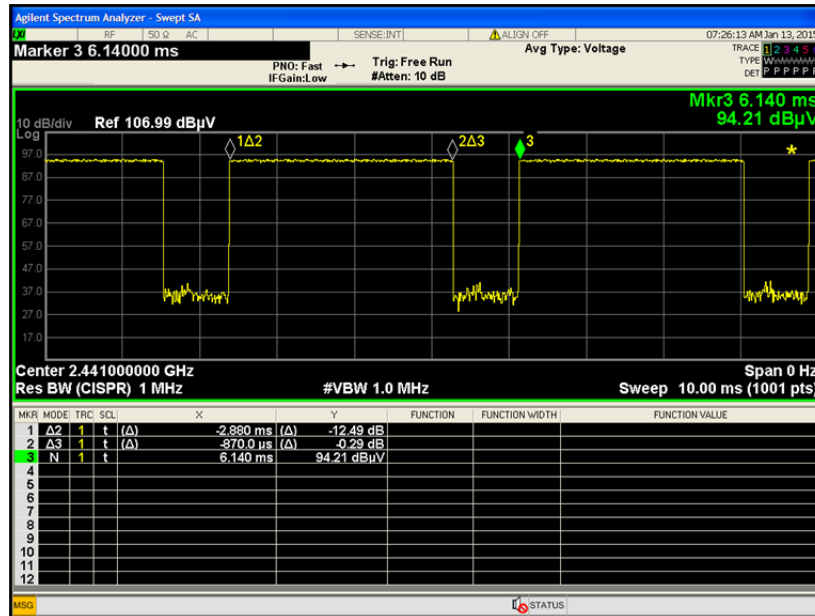 Agilent Spectrum Analyzer - Swept SA
LXI RF 50 Ω AC SENSE:INT ALIGN OFF 07:26:13 AM Jan 13, 2015
Marker 3 6.14000 ms Avg Type: Voltage TRACE 1 2 3 4 5
PNO: Fast Trig: Free Run TYPE W
IFGain:Low #Atten: 10 dB DET P P P P P
Mkr3 6.140 ms
10 dB/div Ref 106.99 dBµV 94.21 dBµV
Log
1Δ2 2Δ3 3
97.0
87.0
77.0
67.0
57.0
47.0
37.0
27.0
17.0
Center 2.441000000 GHz Span 0 Hz
Res BW (CISPR) 1 MHz #VBW 1.0 MHz Sweep 10.00 ms (1001 pts)
MKR MODE TRC SCL X Y FUNCTION FUNCTION WIDTH FUNCTION VALUE
1 Δ2 1 t (Δ) -2.880 ms (Δ) -12.49 dB
2 Δ3 1 t (Δ) -870.0 µs (Δ) -0.29 dB
3 N 1 t 6.140 ms 94.21 dBµV
4
5
6
7
8
9
10
11
12
MSG STATUS